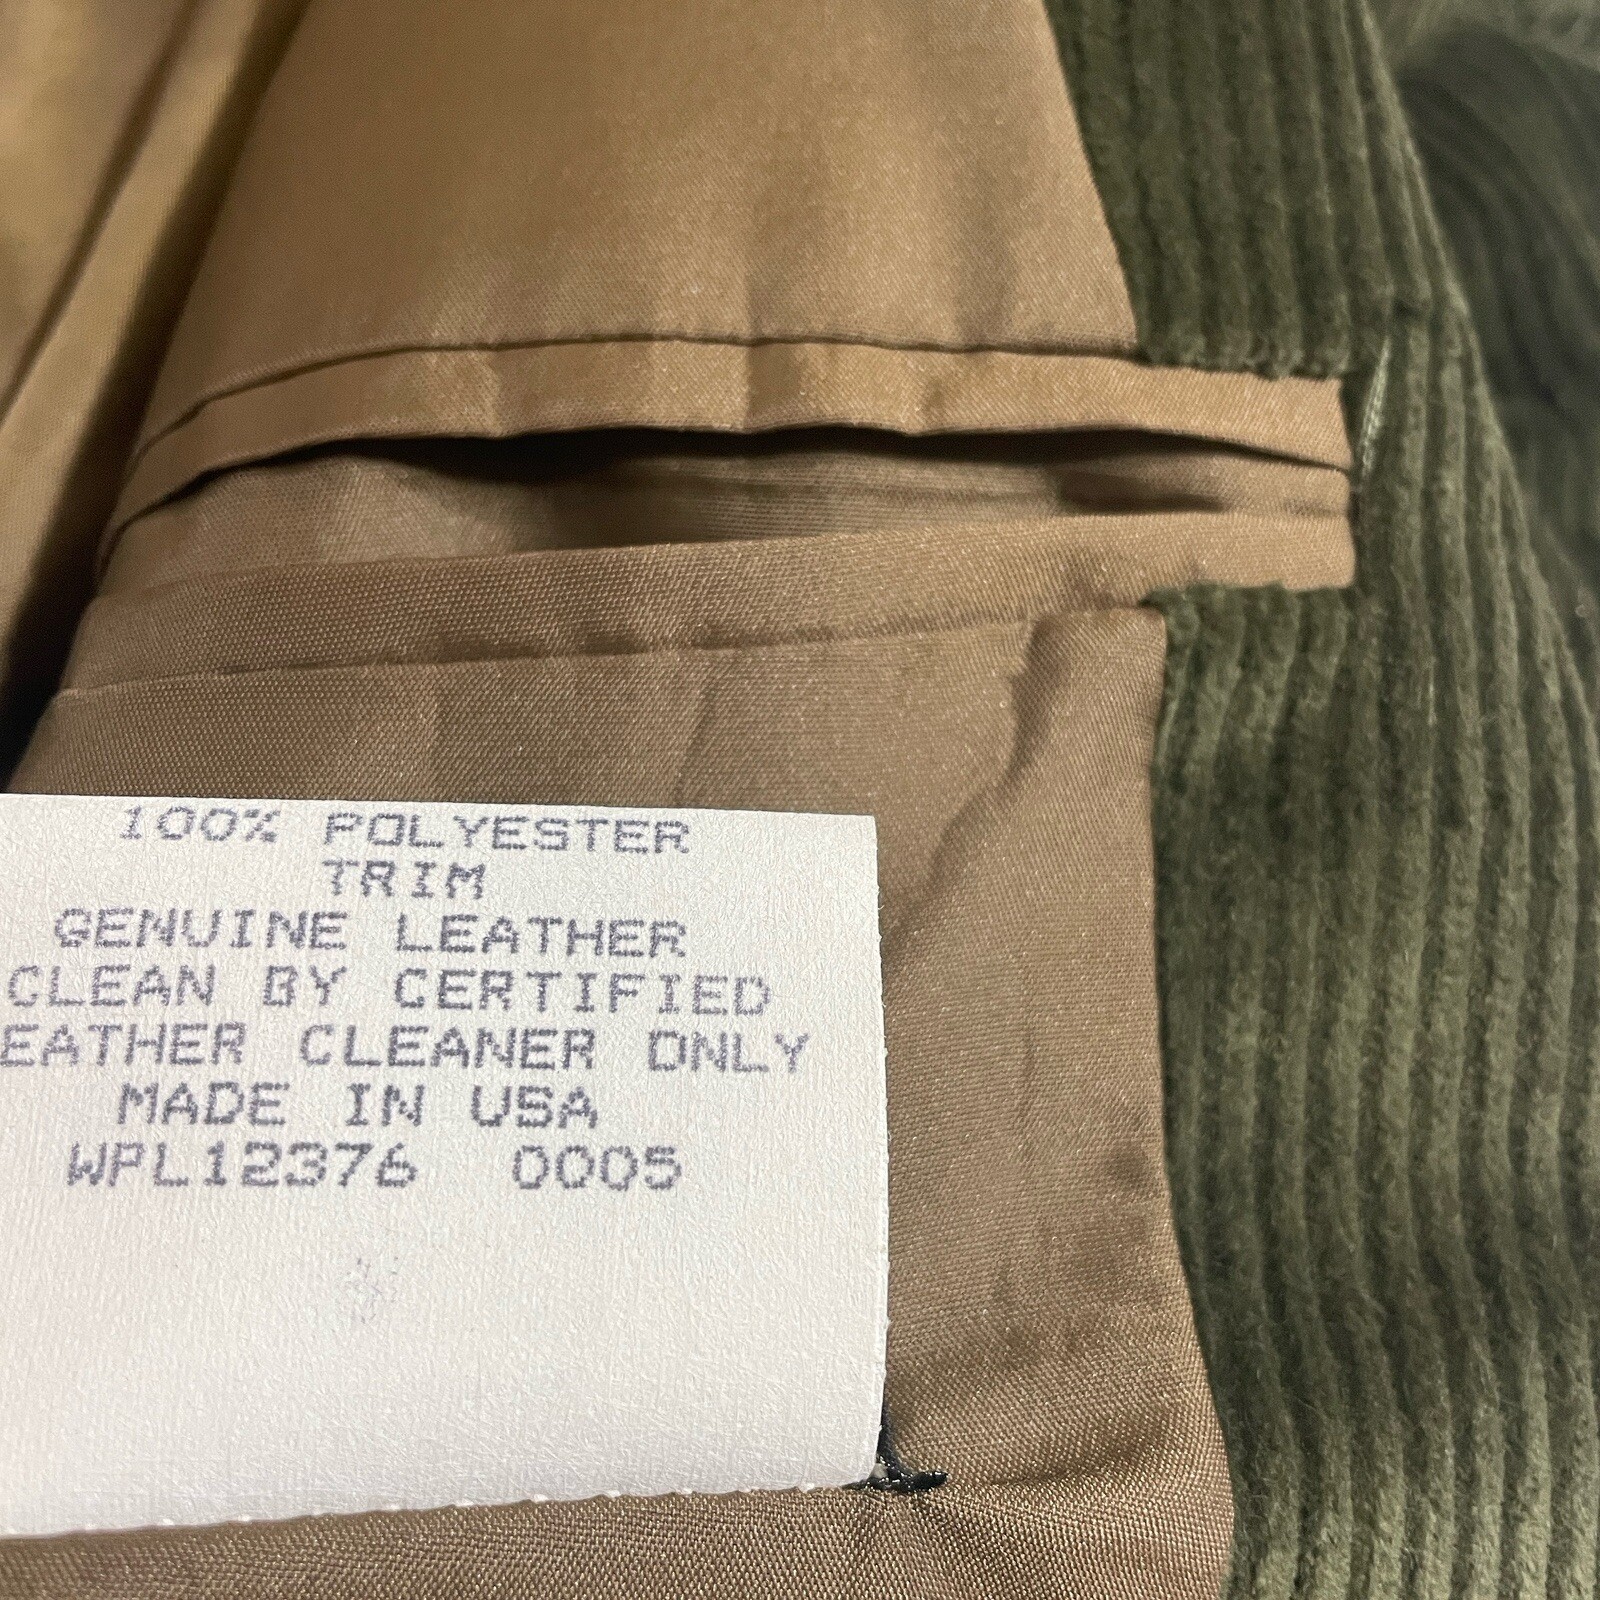 100% POLYESTER
TRIM
GENUINE LEATHER
CLEAN BY CERTIFIED
EATHER CLEANER ONLY
MADE IN USA
WPL12376 0005